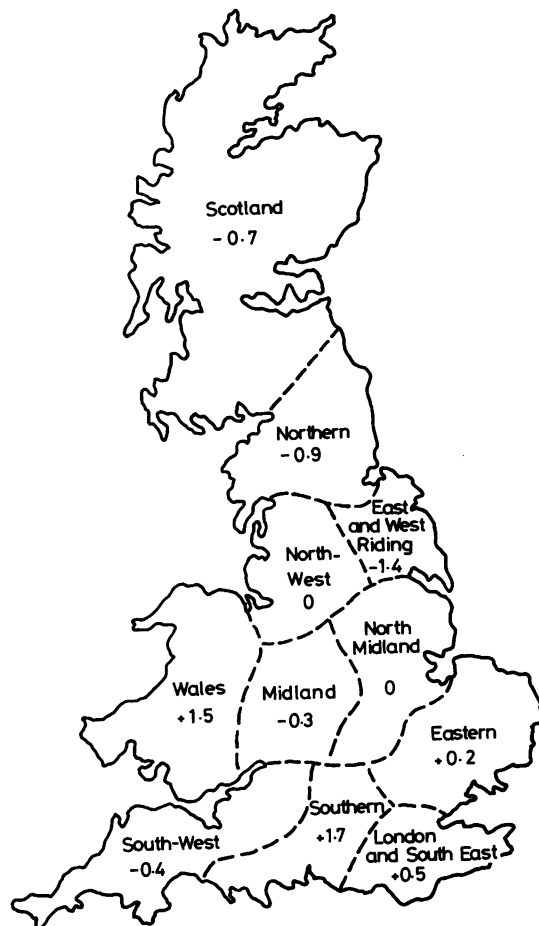 Scotland
-0·7
Northern
-0·9
East
and West
Riding
-1·4
North-
West
0
North
Midland
0
Wales
+1·5
Midland
-0·3
Eastern
+0·2
Southern
+1·7
South-West
-0·4
London
and South East
+0·5